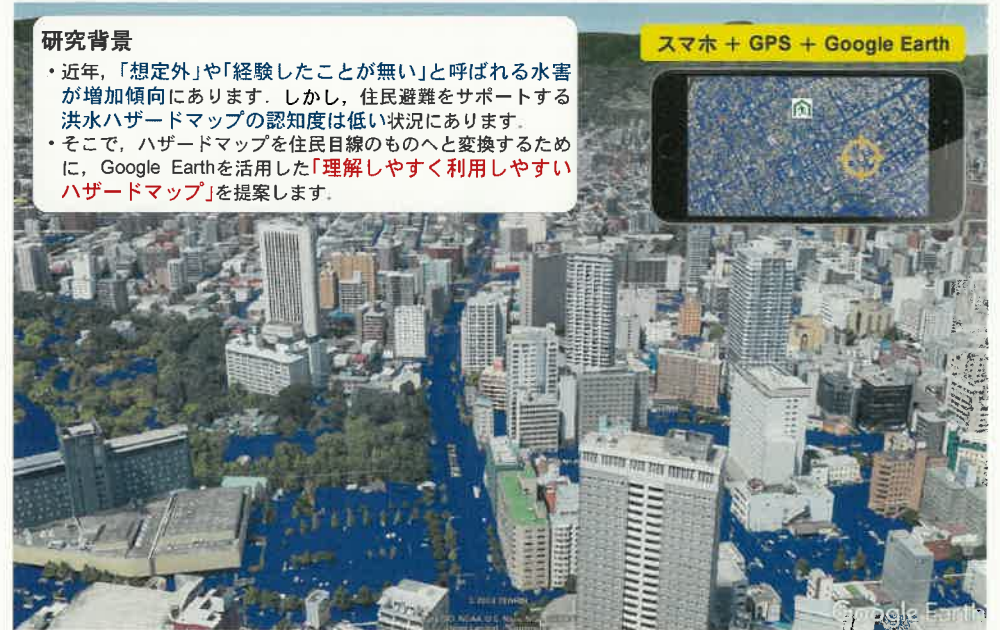 研究背景
・近年,「想定外」や「経験したことが無い」と呼ばれる水害
が増加傾向にあります．しかし，住民避難をサポートする
洪水ハザードマップの認知度は低い状況にあります．
・そこで，ハザードマップを住民目線のものへと変換するため
に，Google Earthを活用した「理解しやすく利用しやすい
ハザードマップ」を提案します．
スマホ ＋ GPS ＋ Google Earth
Google Earth